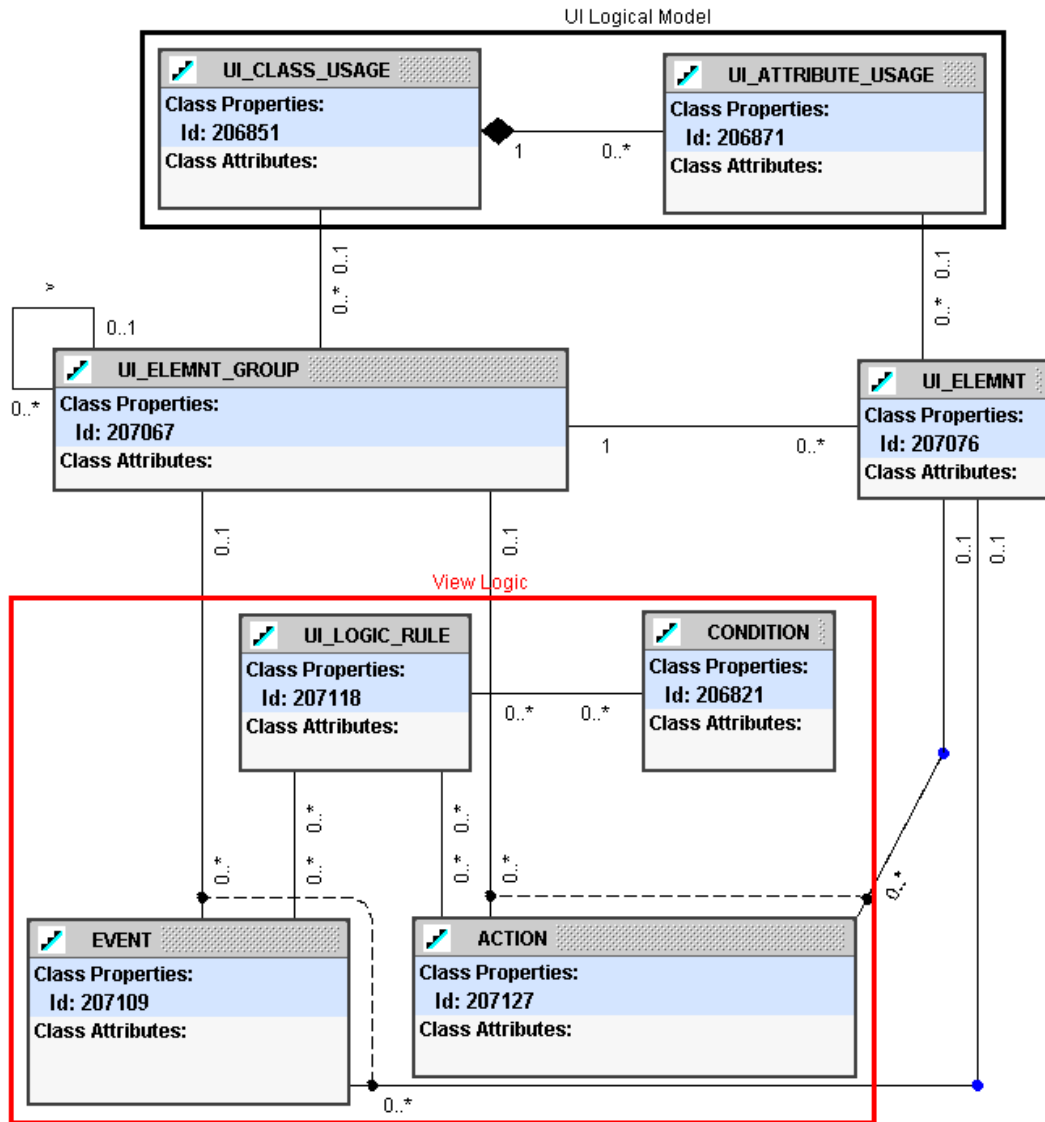 UI Logical Model
UI_CLASS_USAGE
Class Properties:
Id: 206851
Class Attributes:
UI_ATTRIBUTE_USAGE
Class Properties:
Id: 206871
Class Attributes:
1
0..*
0..1
0..*
0..1
0..*
>
0..1
0..*
UI_ELEMNT_GROUP
Class Properties:
Id: 207067
Class Attributes:
1
0..*
UI_ELEMNT
Class Properties:
Id: 207076
Class Attributes:
0..1
0..1
0..1
0..1
View Logic
UI_LOGIC_RULE
Class Properties:
Id: 207118
Class Attributes:
0..*
0..*
CONDITION
Class Properties:
Id: 206821
Class Attributes:
0..*
0..*
0..*
0..*
0..*
0..*
0..*
EVENT
Class Properties:
Id: 207109
Class Attributes:
ACTION
Class Properties:
Id: 207127
Class Attributes:
0..*